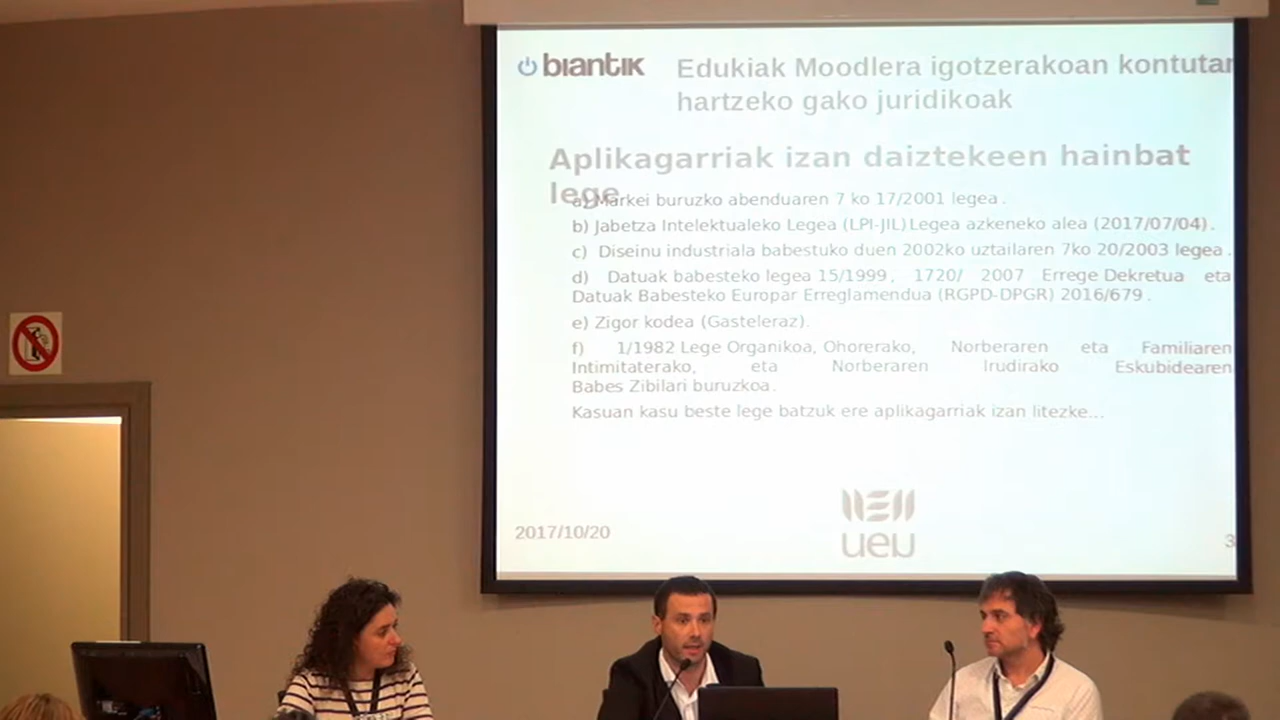 biantik
Edukiak Moodlera igotzerakoan kontutan
hartzeko gako juridikoak
Aplikagarriak izan daiztekeen hainbat
lege
a) Markei buruzko abenduaren 7 ko 17/2001 legea.
b) Jabetza Intelektualeko Legea (LPI-JIL) Legea azkeneko alea (2017/07/04).
c) Diseinu industriala babestuko duen 2002ko uztailaren 7ko 20/2003 legea.
d) Datuak babesteko legea 15/1999, 1720/ 2007 Errege Dekretua eta
Datuak Babesteko Europar Erreglamendua (RGPD-DPGR) 2016/679.
e) Zigor kodea (Gasteleraz).
f) 1/1982 Lege Organikoa, Ohorerako, Norberaren eta Familiaren
Intimitaterako, eta Norberaren Irudirako Eskubidearen
Babes Zibilari buruzkoa.
Kasuan kasu beste lege batzuk ere aplikagarriak izan litezke...
2017/10/20
ueu
3